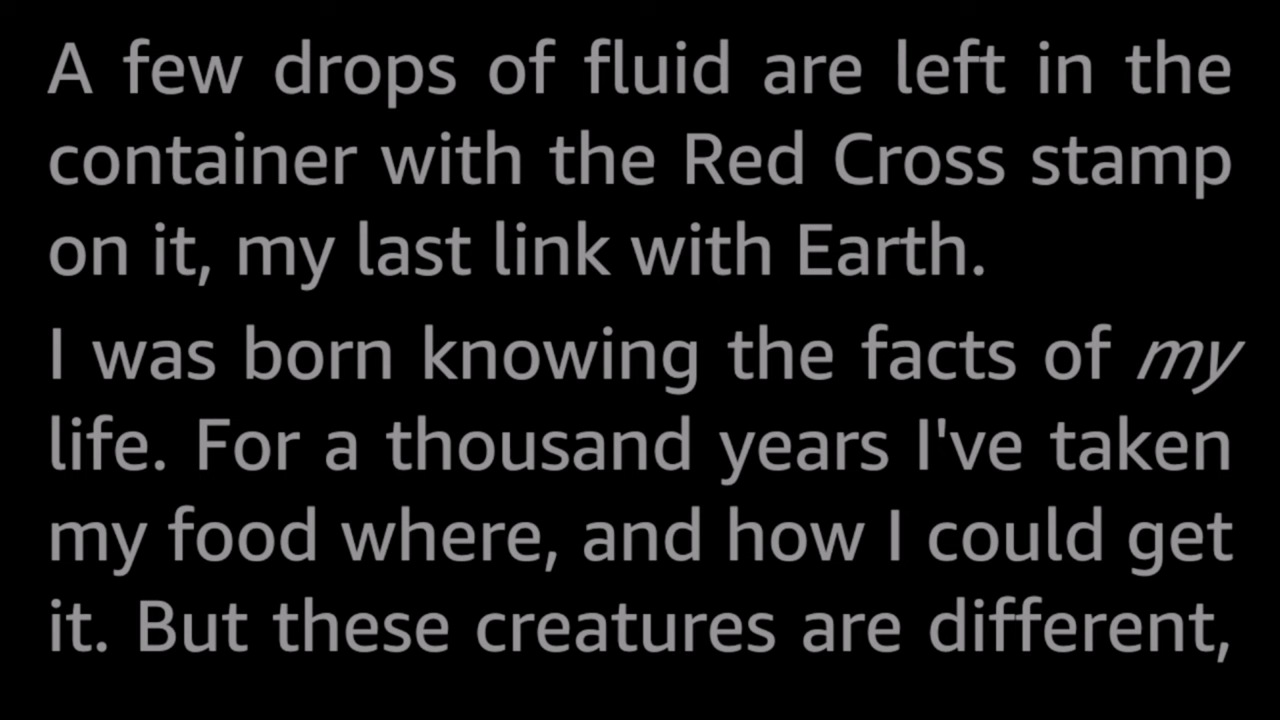 A few drops of fluid are left in the
container with the Red Cross stamp
on it, my last link with Earth.
I was born knowing the facts of my
life. For a thousand years I've taken
my food where, and how I could get
it. But these creatures are different,